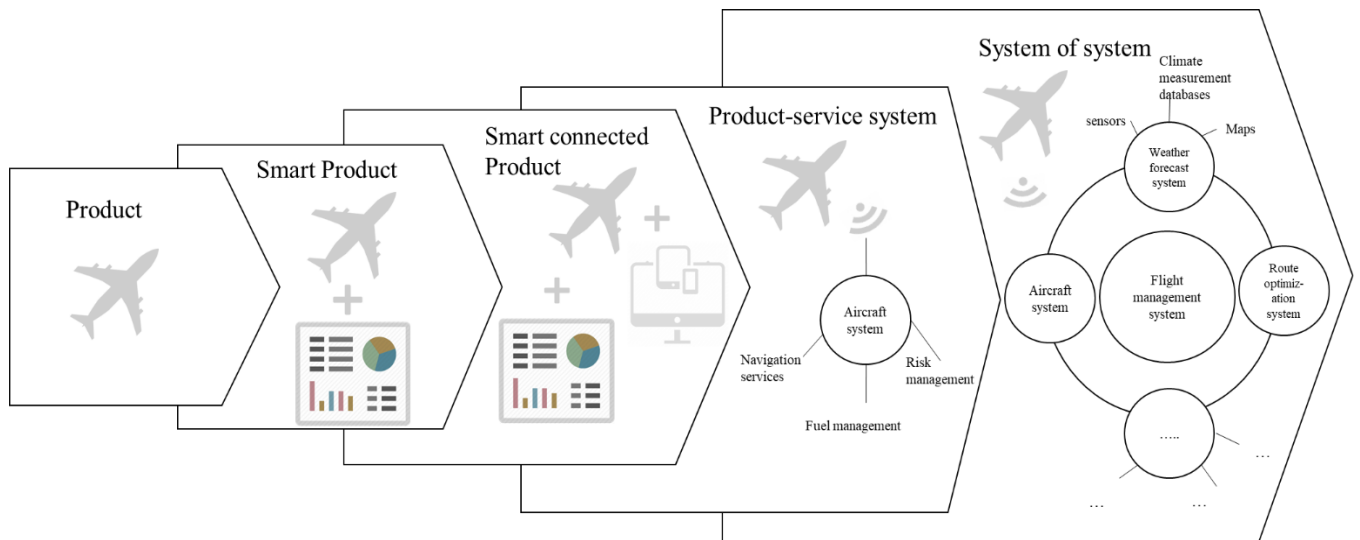 Product
Smart Product
Smart connected
Product
Product-service system
Aircraft
system
Navigation
services
Risk
management
Fuel management
System of system
Climate
measurement
databases
sensors
Maps
Weather
forecast
system
Aircraft
system
Flight
management
system
Route
optimiz-
ation
system
.....
...
...
...